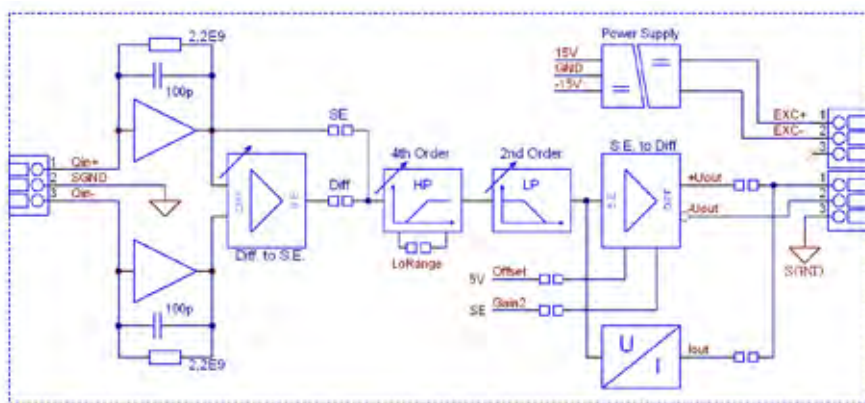 2,2E9
100p
Power Supply
15V
GND
-15V
EXC+ 1
EXC- 2
3
SE
1 Qin+
2 SGND
3 Qin-
4th Order
2nd Order
S.E. to Diff
Diff
HP
LP
+Uout
1
-Uout
2
3
Diff. to S.E.
LoRange
5V Offset
SE Gain2
SGND
100p
2,2E9
U
I
Iout